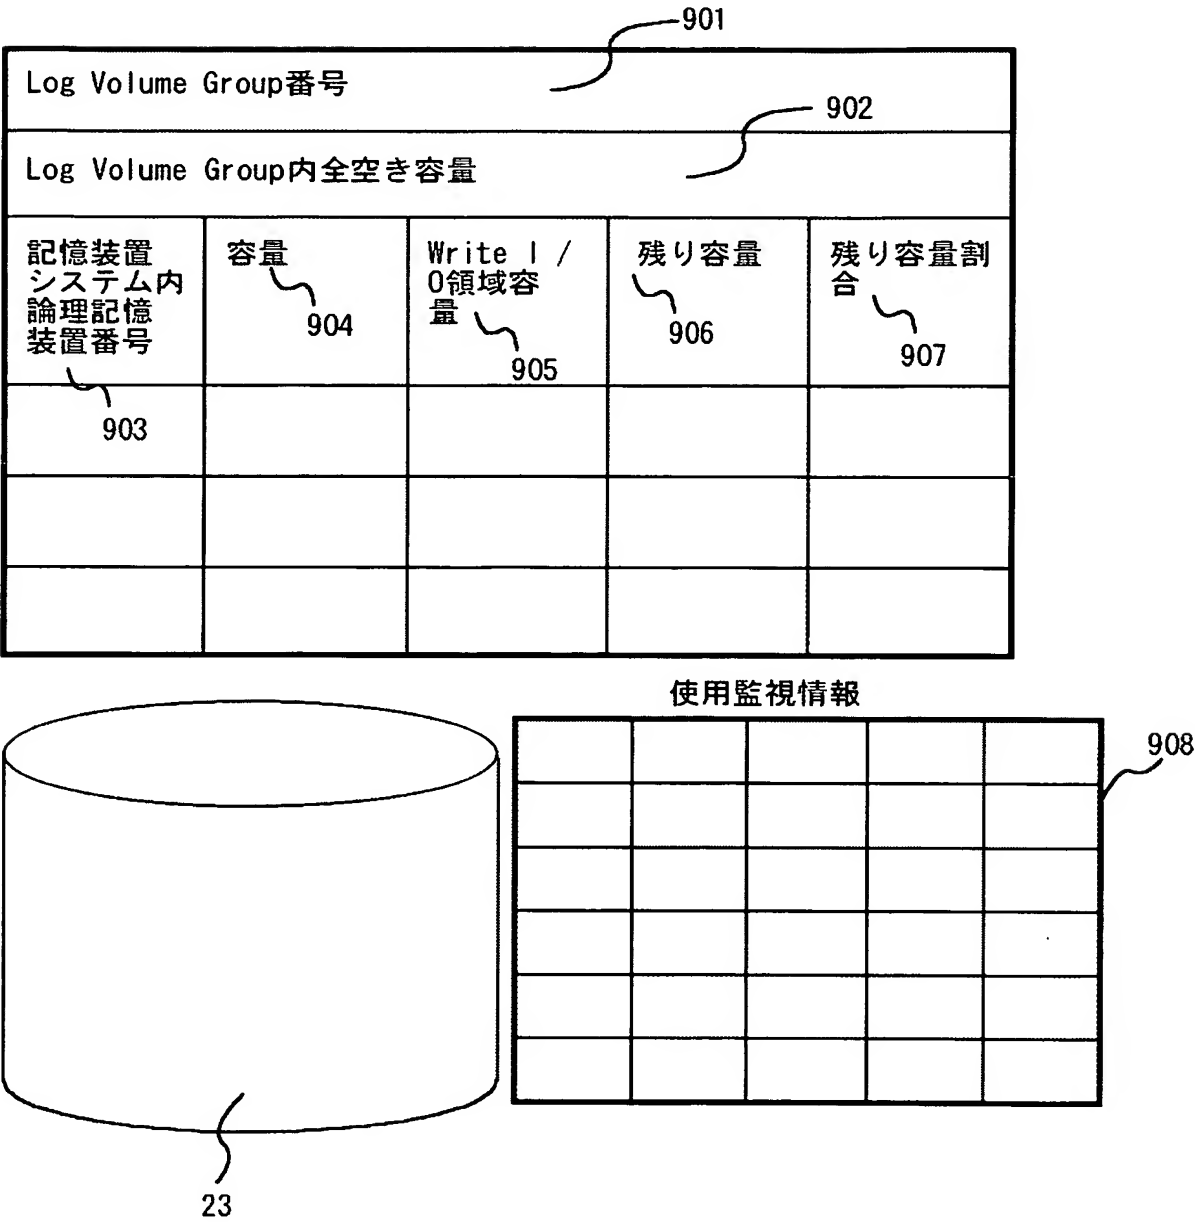 901
Log Volume Group番号
902
Log Volume Group内全空き容量
記憶装置
システム内
論理記憶
装置番号
903
容量
904
Write I /
O領域容
量
905
残り容量
906
残り容量割
合
907
使用監視情報
908
23